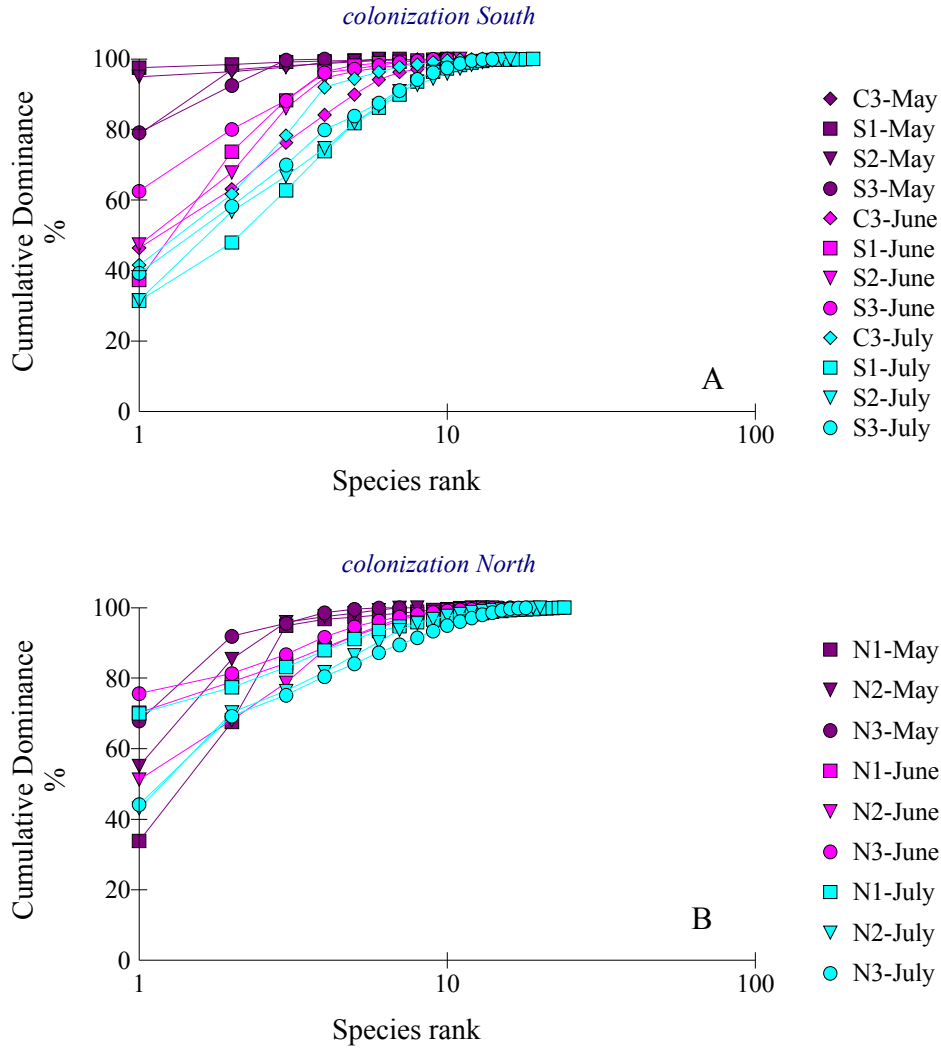 colonization South
Cumulative Dominance
%
100
80
60
40
20
0
1
10
100
Species rank
A
C3-May
S1-May
S2-May
S3-May
C3-June
S1-June
S2-June
S3-June
C3-July
S1-July
S2-July
S3-July
colonization North
Cumulative Dominance
%
100
80
60
40
20
0
1
10
100
Species rank
B
N1-May
N2-May
N3-May
N1-June
N2-June
N3-June
N1-July
N2-July
N3-July